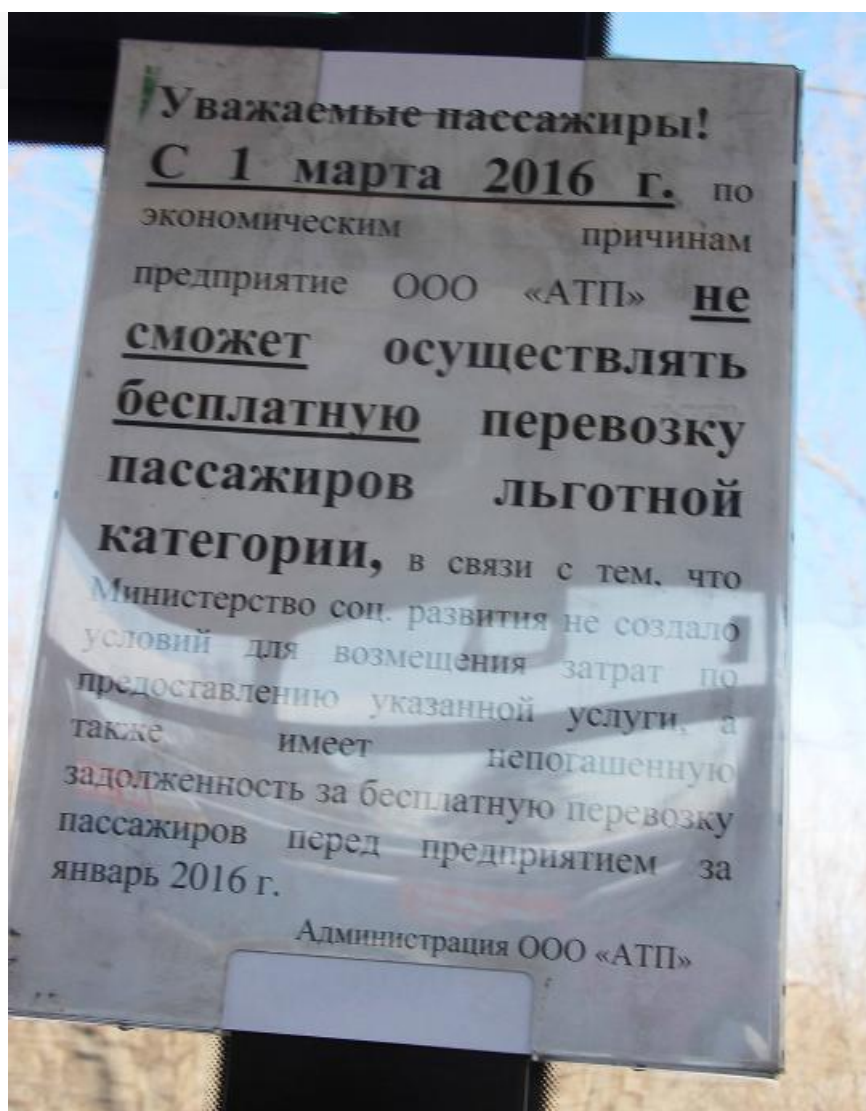 Уважаемые пассажиры!
С 1 марта 2016 г. по
экономическим причинам
предприятие ООО «АТП» не
сможет осуществлять
бесплатную перевозку
пассажиров льготной
категории, в связи с тем, что
Министерство соц. развития не создало
условий для возмещения затрат по
предоставлению указанной услуги, а
также имеет непогашенную
задолженность за бесплатную перевозку
пассажиров перед предприятием за
январь 2016 г.
Администрация ООО «АТП»